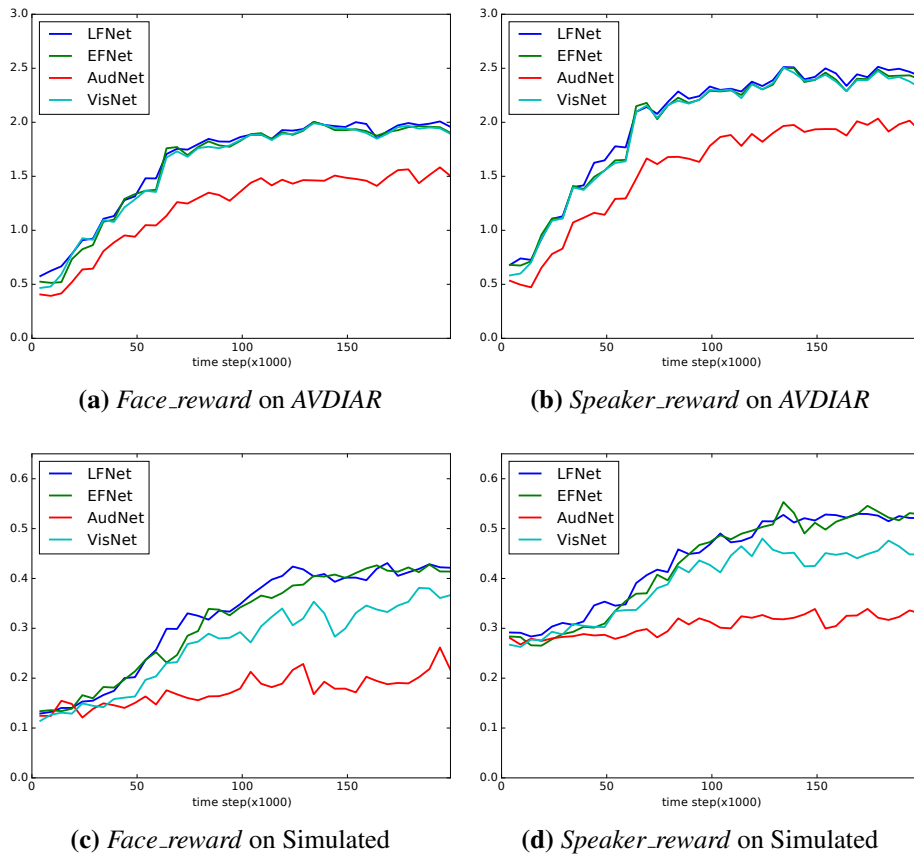 3.0
2.5
2.0
1.5
1.0
0.5
0.0
LFNet
EFNet
AudNet
VisNet
0 50 100 150
time step(x1000)
(a) Face_reward on AVDIAR
3.0
2.5
2.0
1.5
1.0
0.5
0.0
LFNet
EFNet
AudNet
VisNet
0 50 100 150
time step(x1000)
(b) Speaker_reward on AVDIAR
0.6
0.5
0.4
0.3
0.2
0.1
0.0
LFNet
EFNet
AudNet
VisNet
0 50 100 150
time step(x1000)
(c) Face_reward on Simulated
0.6
0.5
0.4
0.3
0.2
0.1
0.0
LFNet
EFNet
AudNet
VisNet
0 50 100 150
time step(x1000)
(d) Speaker_reward on Simulated